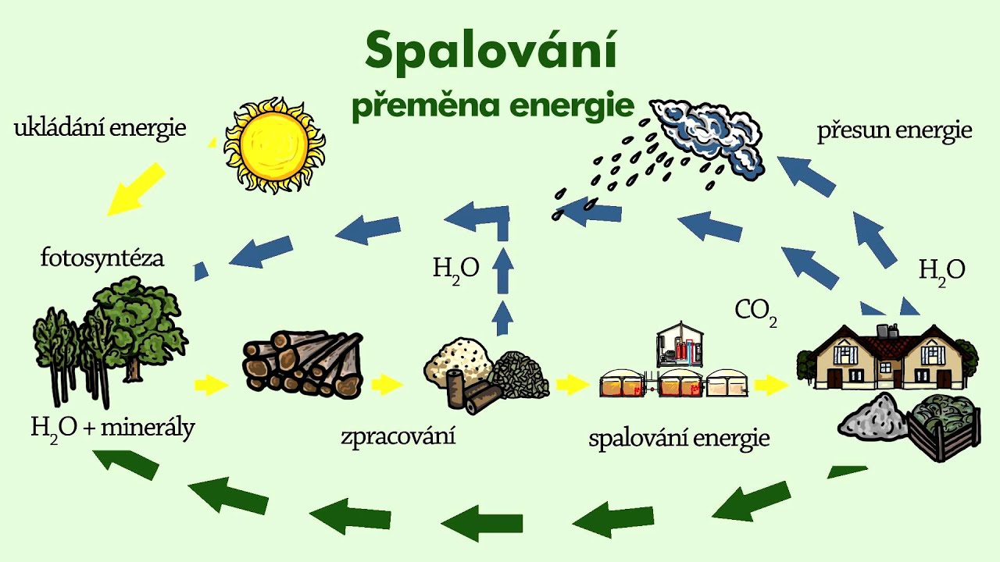 Spalování
přeměna energie
ukládání energie
přesun energie
fotosyntéza
H₂O
H₂O
CO₂
H₂O + minerály
zpracování
spalování energie